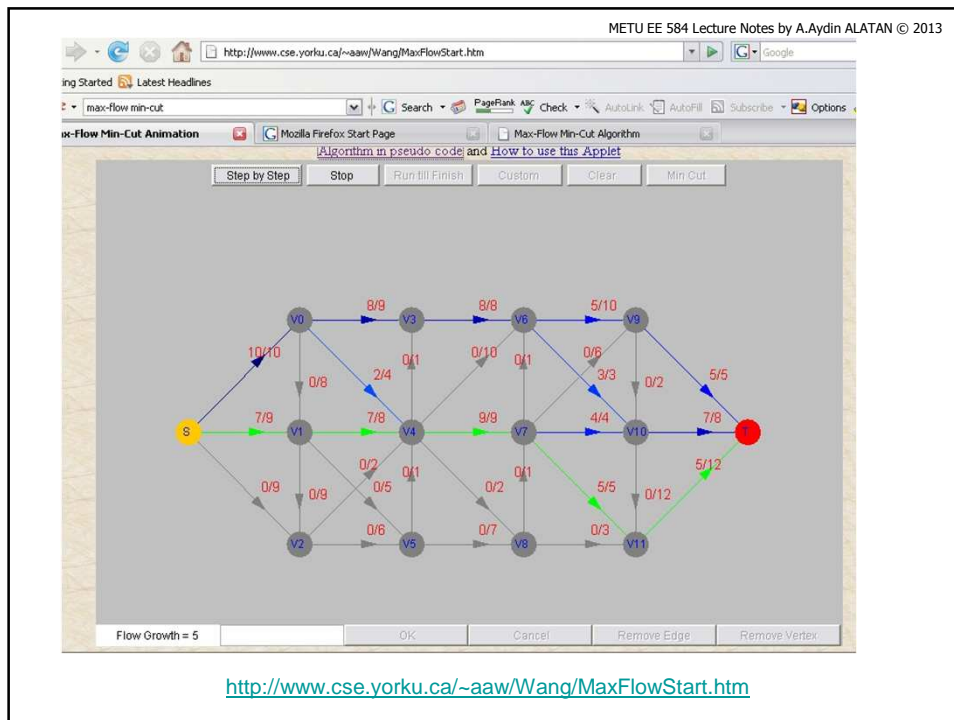 METU EE 584 Lecture Notes by A.Aydin ALATAN © 2013
http://www.cse.yorku.ca/~aaw/Wang/MaxFlowStart.htm
Google
ing Started Latest Headlines
max-flow min-cut
Search
PageRank
ABC Check
AutoLink
AutoFill
Subscribe
Options
x-Flow Min-Cut Animation
Mozilla Firefox Start Page
Max-Flow Min-Cut Algorithm
Algorithm in pseudo code and How to use this Applet
Step by Step Stop Run till Finish Custom Clear Min Cut
8/9 8/8 5/10
V0 V3 V6 V9
10/10 0/1 0/10 0/1 0/6
0/8 2/4 3/3 0/2 5/5
7/9 7/8 9/9 4/4 7/8
S V1 V4 V7 V10 T
0/2 0/1 0/1 5/12
0/9 0/9 0/5 0/2 5/5 0/12
0/6 0/7 0/3
V2 V5 V8 V11
Flow Growth = 5 OK Cancel Remove Edge Remove Vertex
http://www.cse.yorku.ca/~aaw/Wang/MaxFlowStart.htm